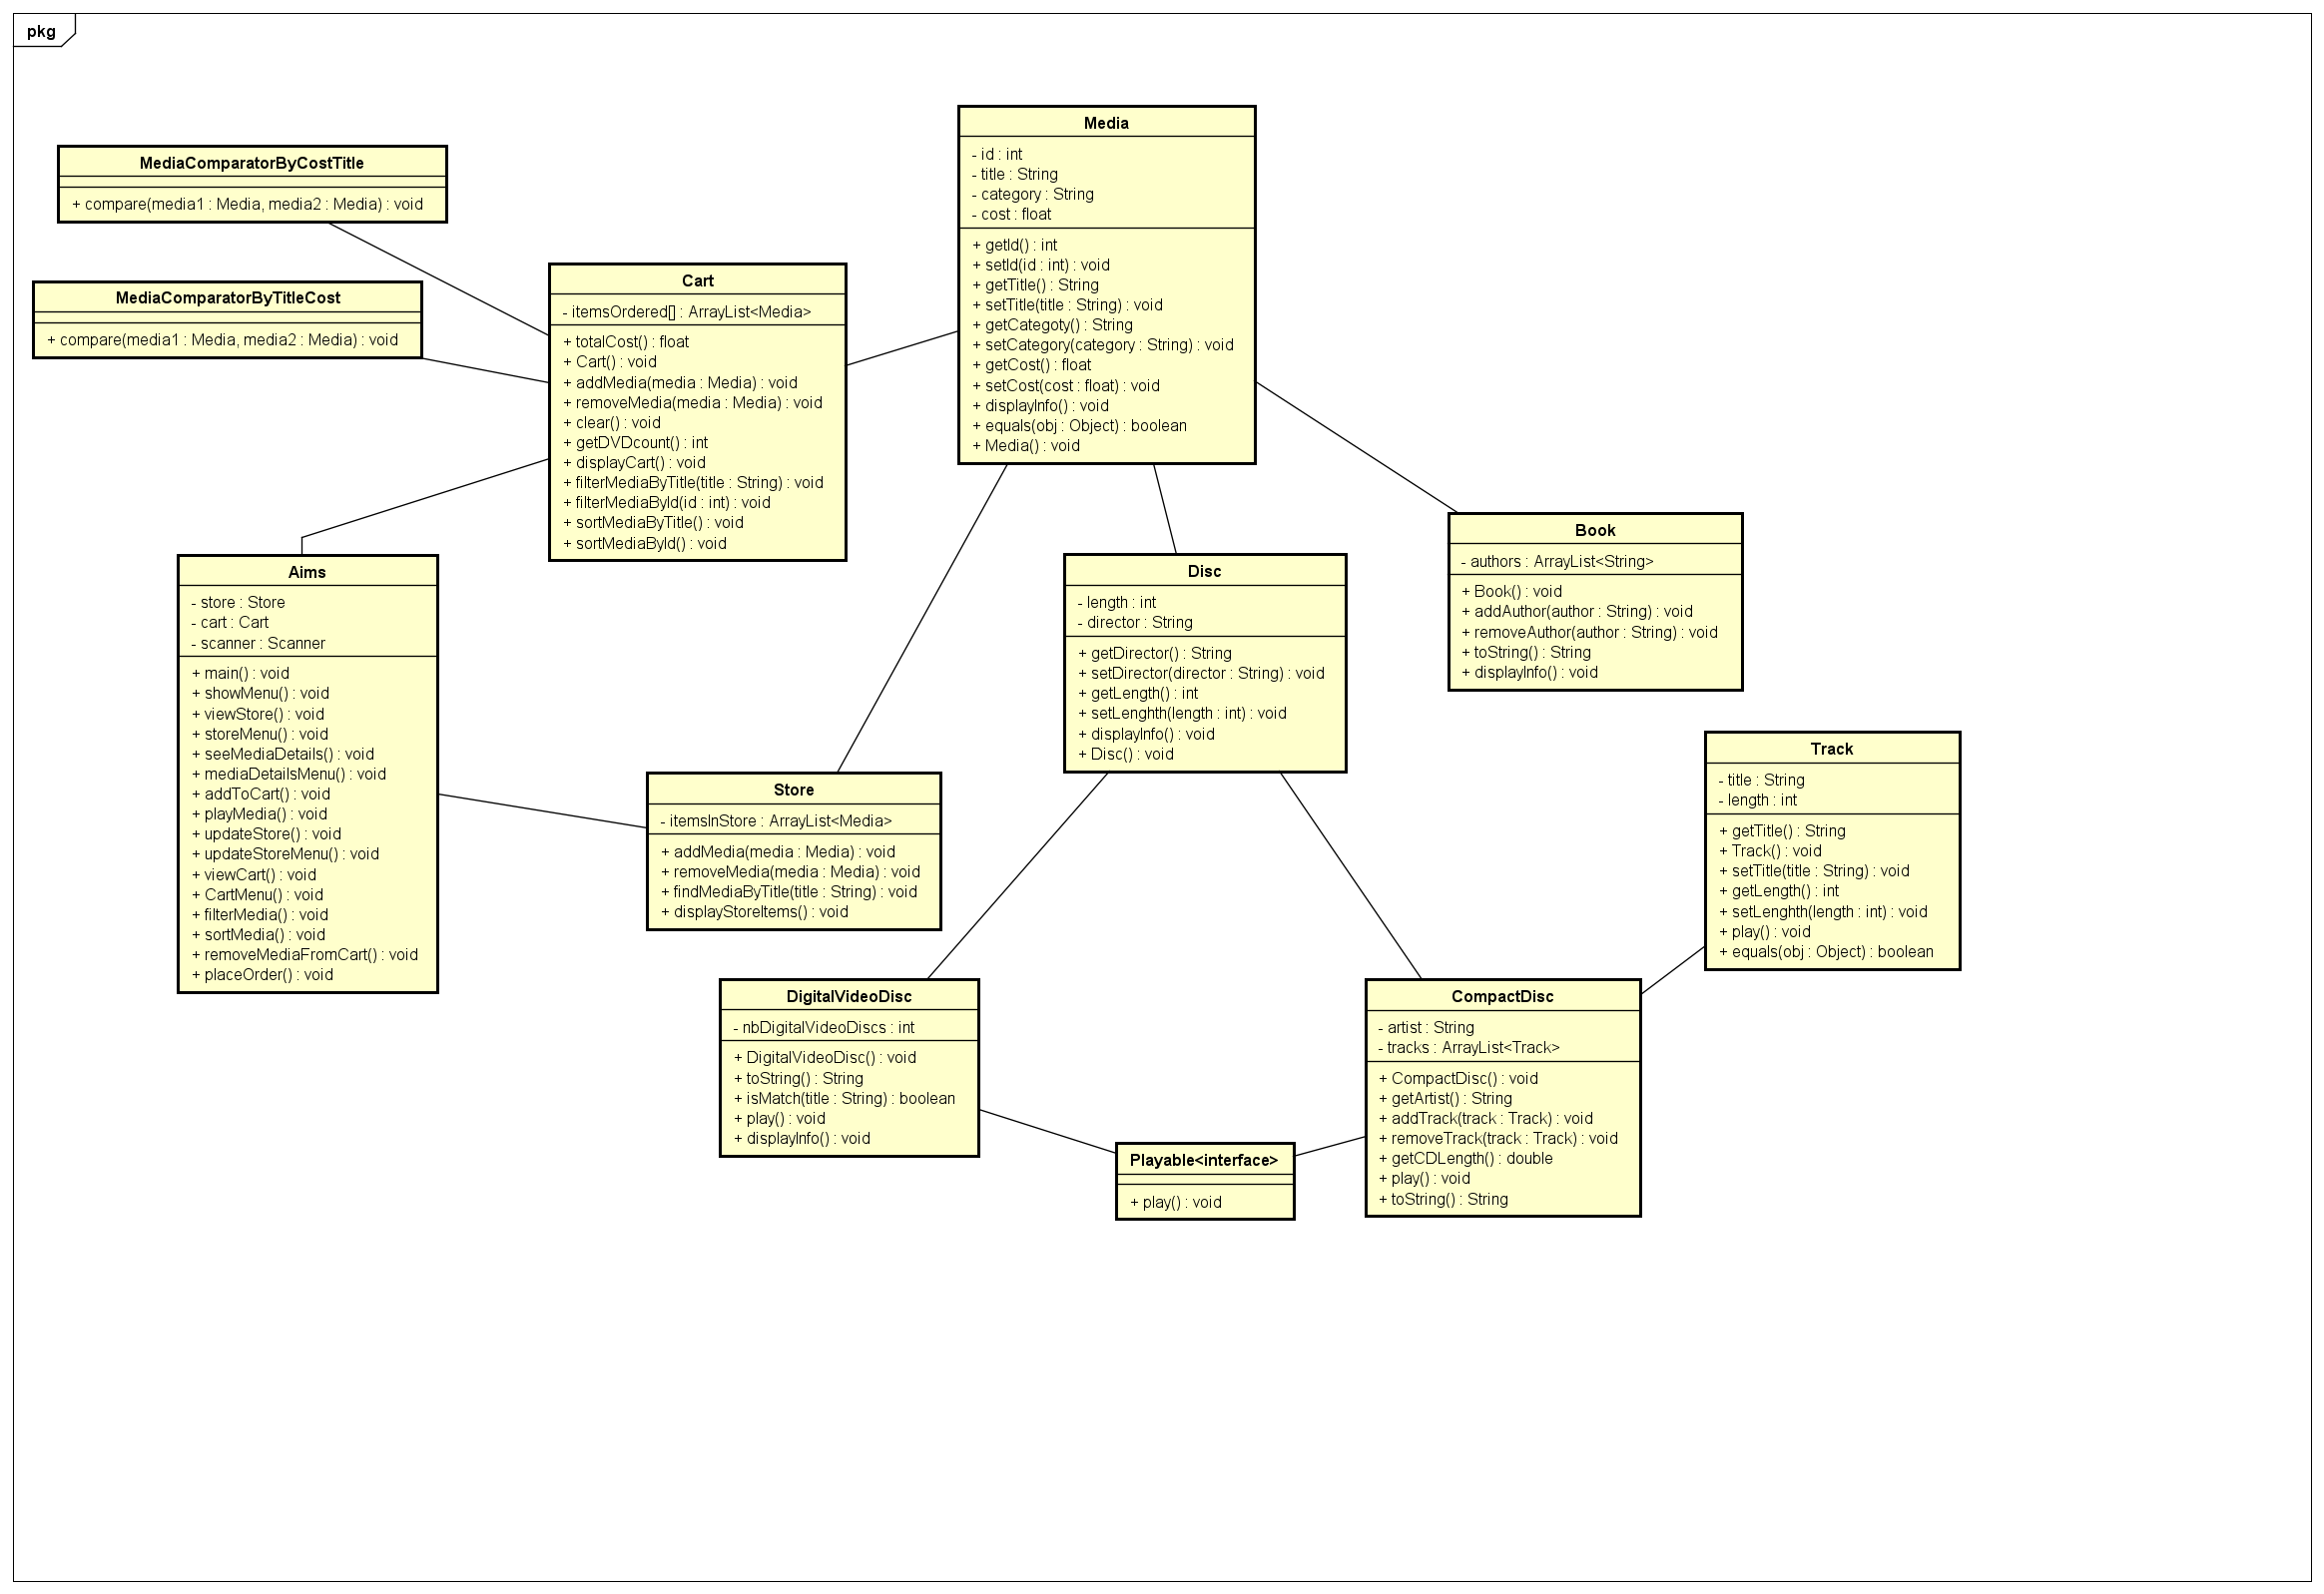 pkg
MediaComparatorByCostTitle
+ compare(media1 : Media, media2 : Media) : void
MediaComparatorByTitleCost
+ compare(media1 : Media, media2 : Media) : void
Cart
- itemsOrdered[] : ArrayList<Media>
+ totalCost() : float
+ Cart() : void
+ addMedia(media : Media) : void
+ removeMedia(media : Media) : void
+ clear() : void
+ getDVDcount() : int
+ displayCart() : void
+ filterMediaByTitle(title : String) : void
+ filterMediaById(id : int) : void
+ sortMediaByTitle() : void
+ sortMediaById() : void
Media
- id : int
- title : String
- category : String
- cost : float
+ getId() : int
+ setId(id : int) : void
+ getTitle() : String
+ setTitle(title : String) : void
+ getCategoty() : String
+ setCategory(category : String) : void
+ getCost() : float
+ setCost(cost : float) : void
+ displayInfo() : void
+ equals(obj : Object) : boolean
+ Media() : void
Book
- authors : ArrayList<String>
+ Book() : void
+ addAuthor(author : String) : void
+ removeAuthor(author : String) : void
+ toString() : String
+ displayInfo() : void
Aims
- store : Store
- cart : Cart
- scanner : Scanner
+ main() : void
+ showMenu() : void
+ viewStore() : void
+ storeMenu() : void
+ seeMediaDetails() : void
+ mediaDetailsMenu() : void
+ addToCart() : void
+ playMedia() : void
+ updateStore() : void
+ updateStoreMenu() : void
+ viewCart() : void
+ CartMenu() : void
+ filterMedia() : void
+ sortMedia() : void
+ removeMediaFromCart() : void
+ placeOrder() : void
Disc
- length : int
- director : String
+ getDirector() : String
+ setDirector(director : String) : void
+ getLength() : int
+ setLenghth(length : int) : void
+ displayInfo() : void
+ Disc() : void
Track
- title : String
- length : int
+ getTitle() : String
+ Track() : void
+ setTitle(title : String) : void
+ getLength() : int
+ setLenghth(length : int) : void
+ play() : void
+ equals(obj : Object) : boolean
Store
- itemsInStore : ArrayList<Media>
+ addMedia(media : Media) : void
+ removeMedia(media : Media) : void
+ findMediaByTitle(title : String) : void
+ displayStoreItems() : void
DigitalVideoDisc
- nbDigitalVideoDiscs : int
+ DigitalVideoDisc() : void
+ toString() : String
+ isMatch(title : String) : boolean
+ play() : void
+ displayInfo() : void
CompactDisc
- artist : String
- tracks : ArrayList<Track>
+ CompactDisc() : void
+ getArtist() : String
+ addTrack(track : Track) : void
+ removeTrack(track : Track) : void
+ getCDLength() : double
+ play() : void
+ toString() : String
Playable<interface>
+ play() : void